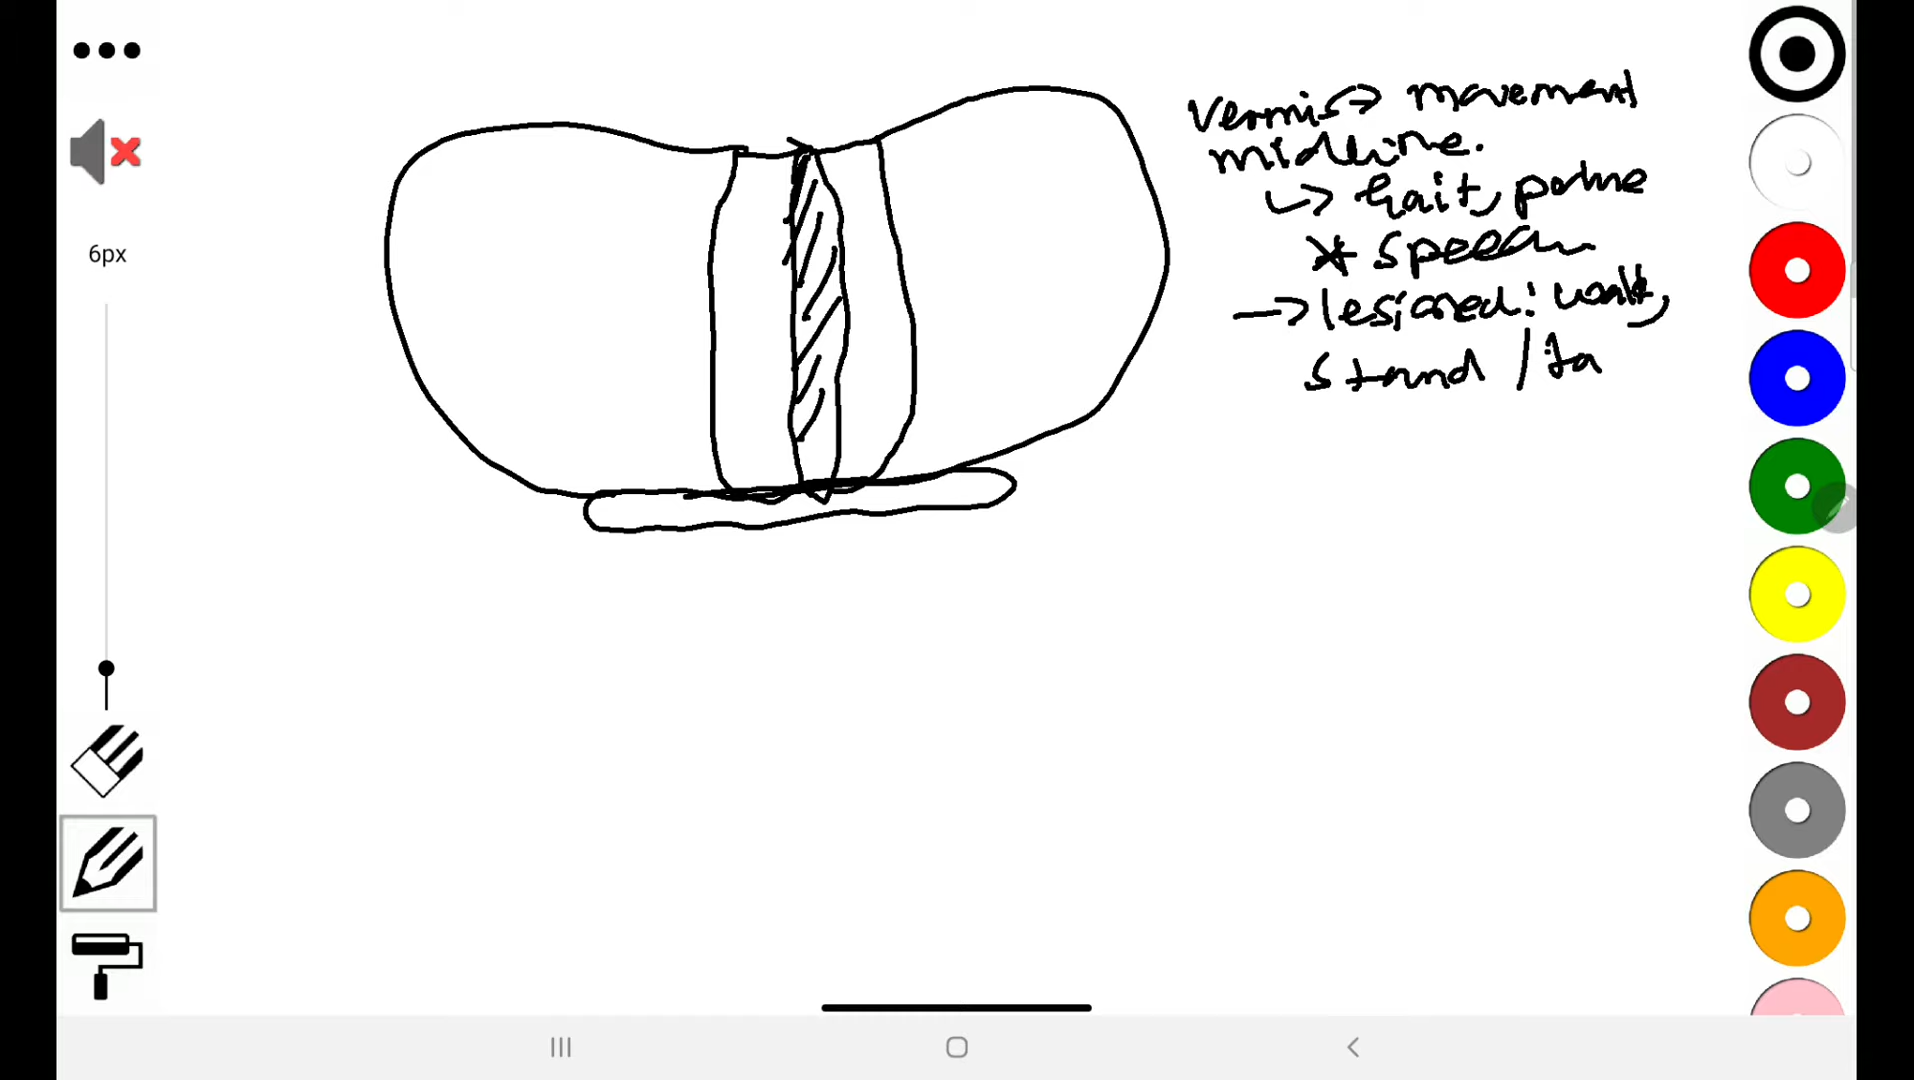 6px
Vermis → movement
midline.
↳ Gait, posture
* speech
→ lesioned: walk,
stand / ta